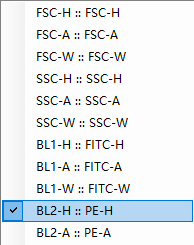 FSC-H :: FSC-H
FSC-A :: FSC-A
FSC-W :: FSC-W
SSC-H :: SSC-H
SSC-A :: SSC-A
SSC-W :: SSC-W
BL1-H :: FITC-H
BL1-A :: FITC-A
BL1-W :: FITC-W
BL2-H :: PE-H
BL2-A :: PE-A